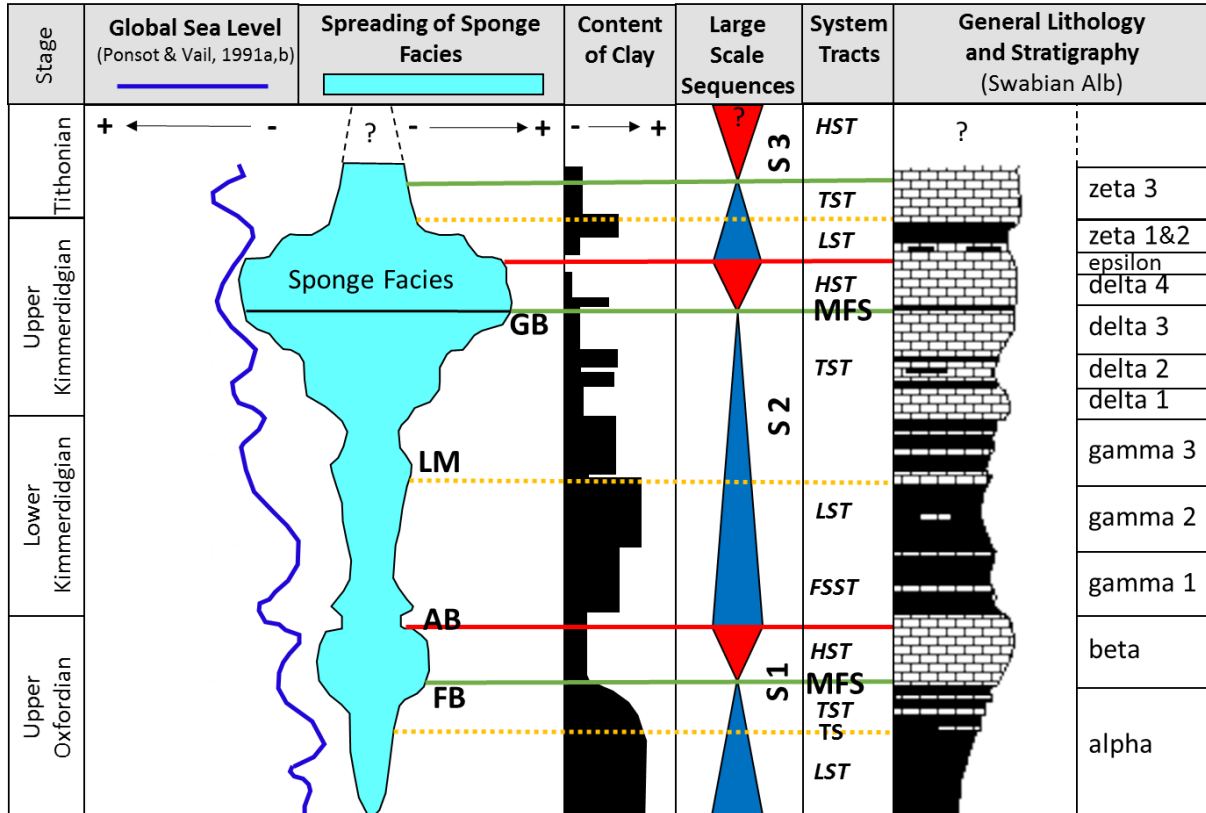 Stage
Global Sea Level
(Ponsot & Vail, 1991a,b)
Spreading of Sponge
Facies
Content
of Clay
Large
Scale
Sequences
System
Tracts
General Lithology
and Stratigraphy
(Swabian Alb)
Tithonian
Upper
Kimmerdidgian
Lower
Kimmerdidgian
Upper
Oxfordian
+ -
? - +
- +
?
S 3
HST
?
TST
zeta 3
LST
zeta 1&2
Sponge Facies
epsilon
HST
delta 4
GB
MFS
delta 3
TST
delta 2
delta 1
S 2
gamma 3
LM
LST
gamma 2
FSST
gamma 1
AB
HST
beta
S 1
FB
MFS
TST
TS
alpha
LST